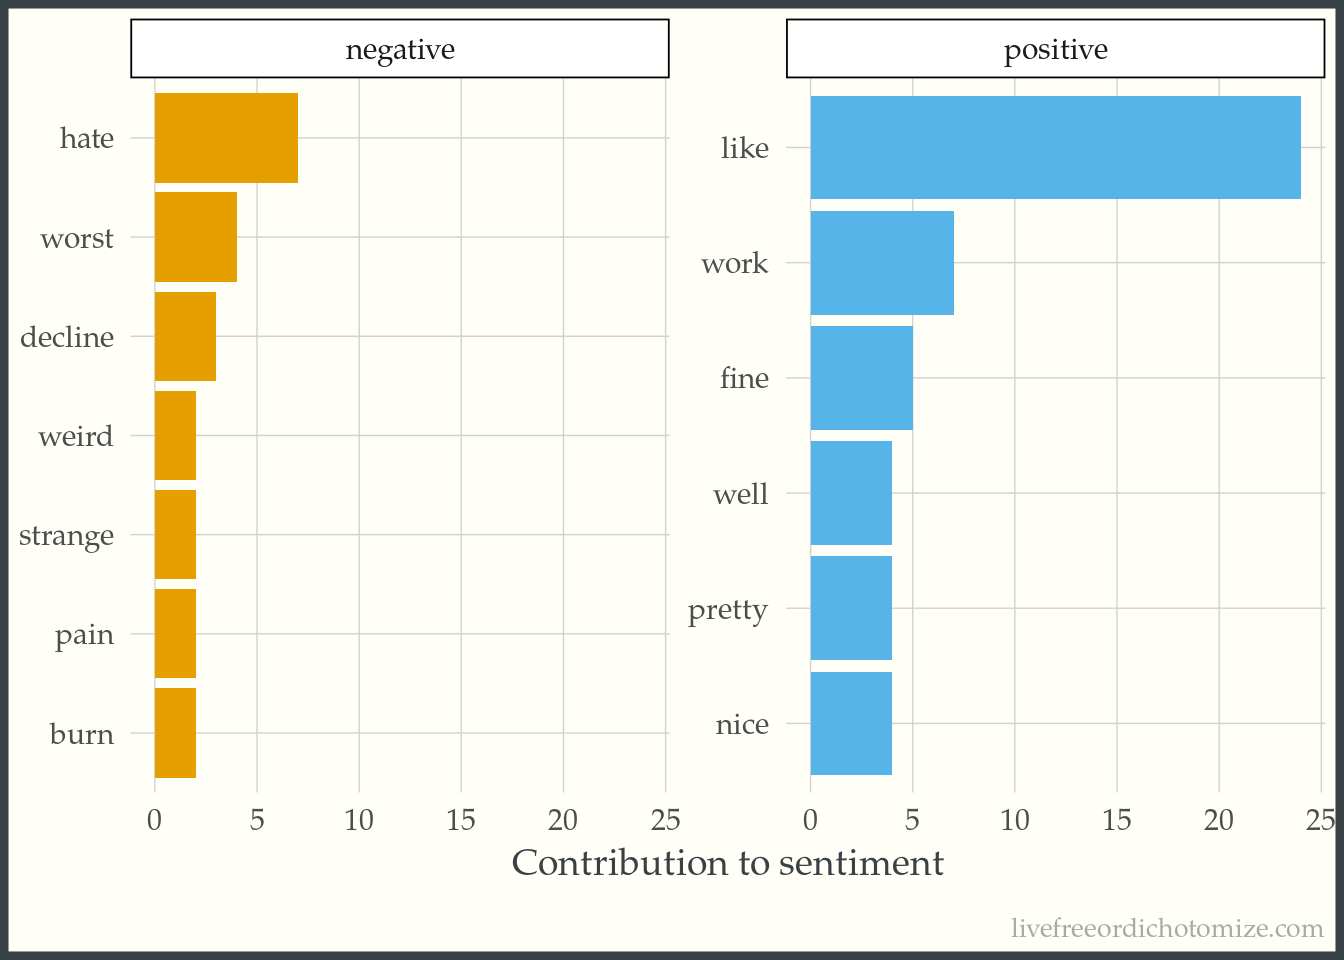 negative
hate
worst
decline
weird
strange
pain
burn
0 5 10 15 20 25
positive
like
work
fine
well
pretty
nice
0 5 10 15 20 25
Contribution to sentiment
livefreeordichotomize.com